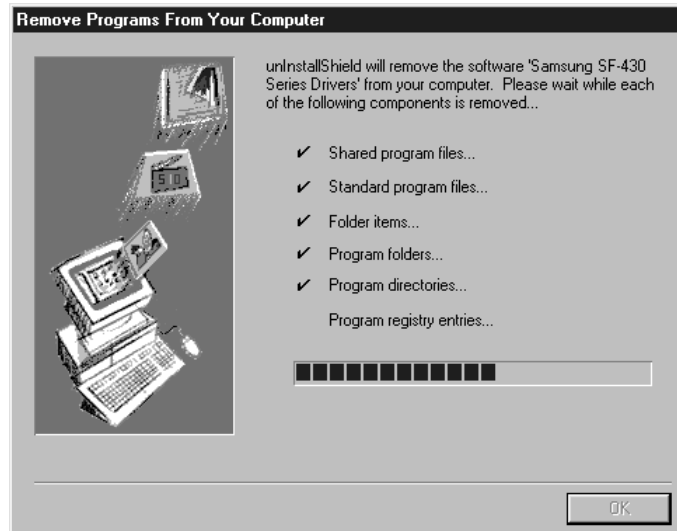 Remove Programs From Your Computer
unInstallShield will remove the software 'Samsung SF-430
Series Drivers' from your computer.  Please wait while each
of the following components is removed...
✔ Shared program files...
✔ Standard program files...
✔ Folder items...
✔ Program folders...
✔ Program directories...
Program registry entries...
OK